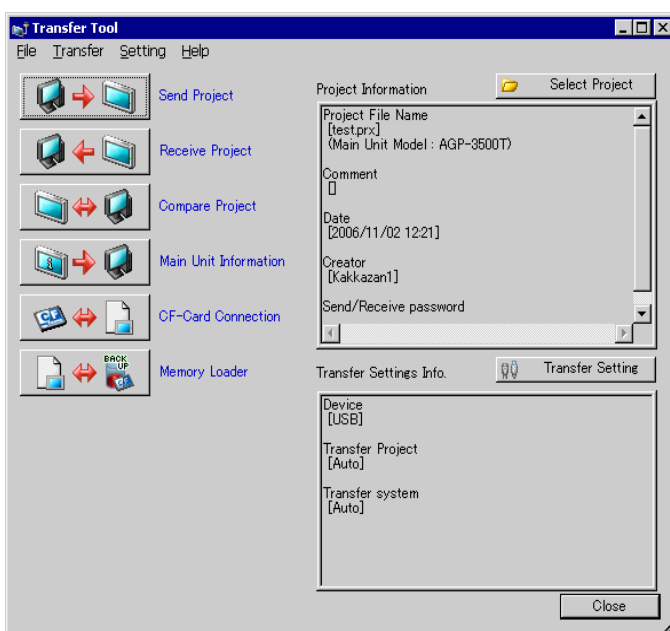 Transfer Tool
File Transfer Setting Help
Send Project
Receive Project
Compare Project
Main Unit Information
CF-Card Connection
CF
BACK
UP
CF
Memory Loader
Project Information
Select Project
Project File Name
[test.prx]
(Main Unit Model : AGP-3500T)
Comment
[]
Date
[2006/11/02 12:21]
Creator
[Kakkazan1]
Send/Receive password
Transfer Settings Info.
Transfer Setting
Device
[USB]
Transfer Project
[Auto]
Transfer system
[Auto]
Close